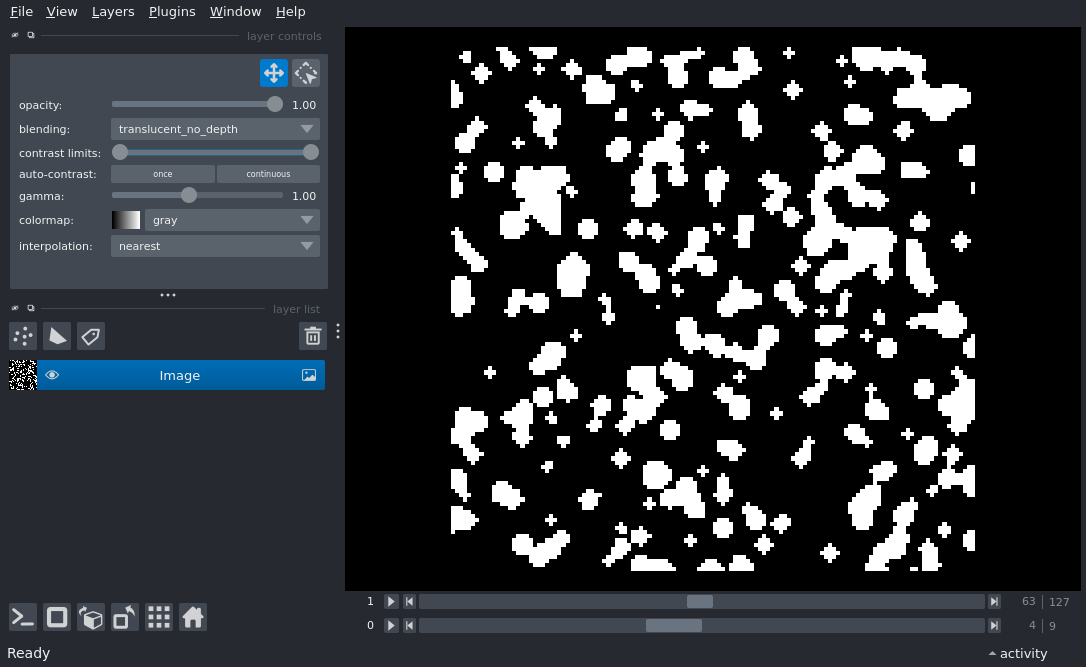 File View Layers Plugins Window Help
layer controls
opacity: 1.00
blending: translucent_no_depth
contrast limits:
auto-contrast: once continuous
gamma: 1.00
colormap: gray
interpolation: nearest
layer list
Image
1 63 127
0 4 9
Ready activity